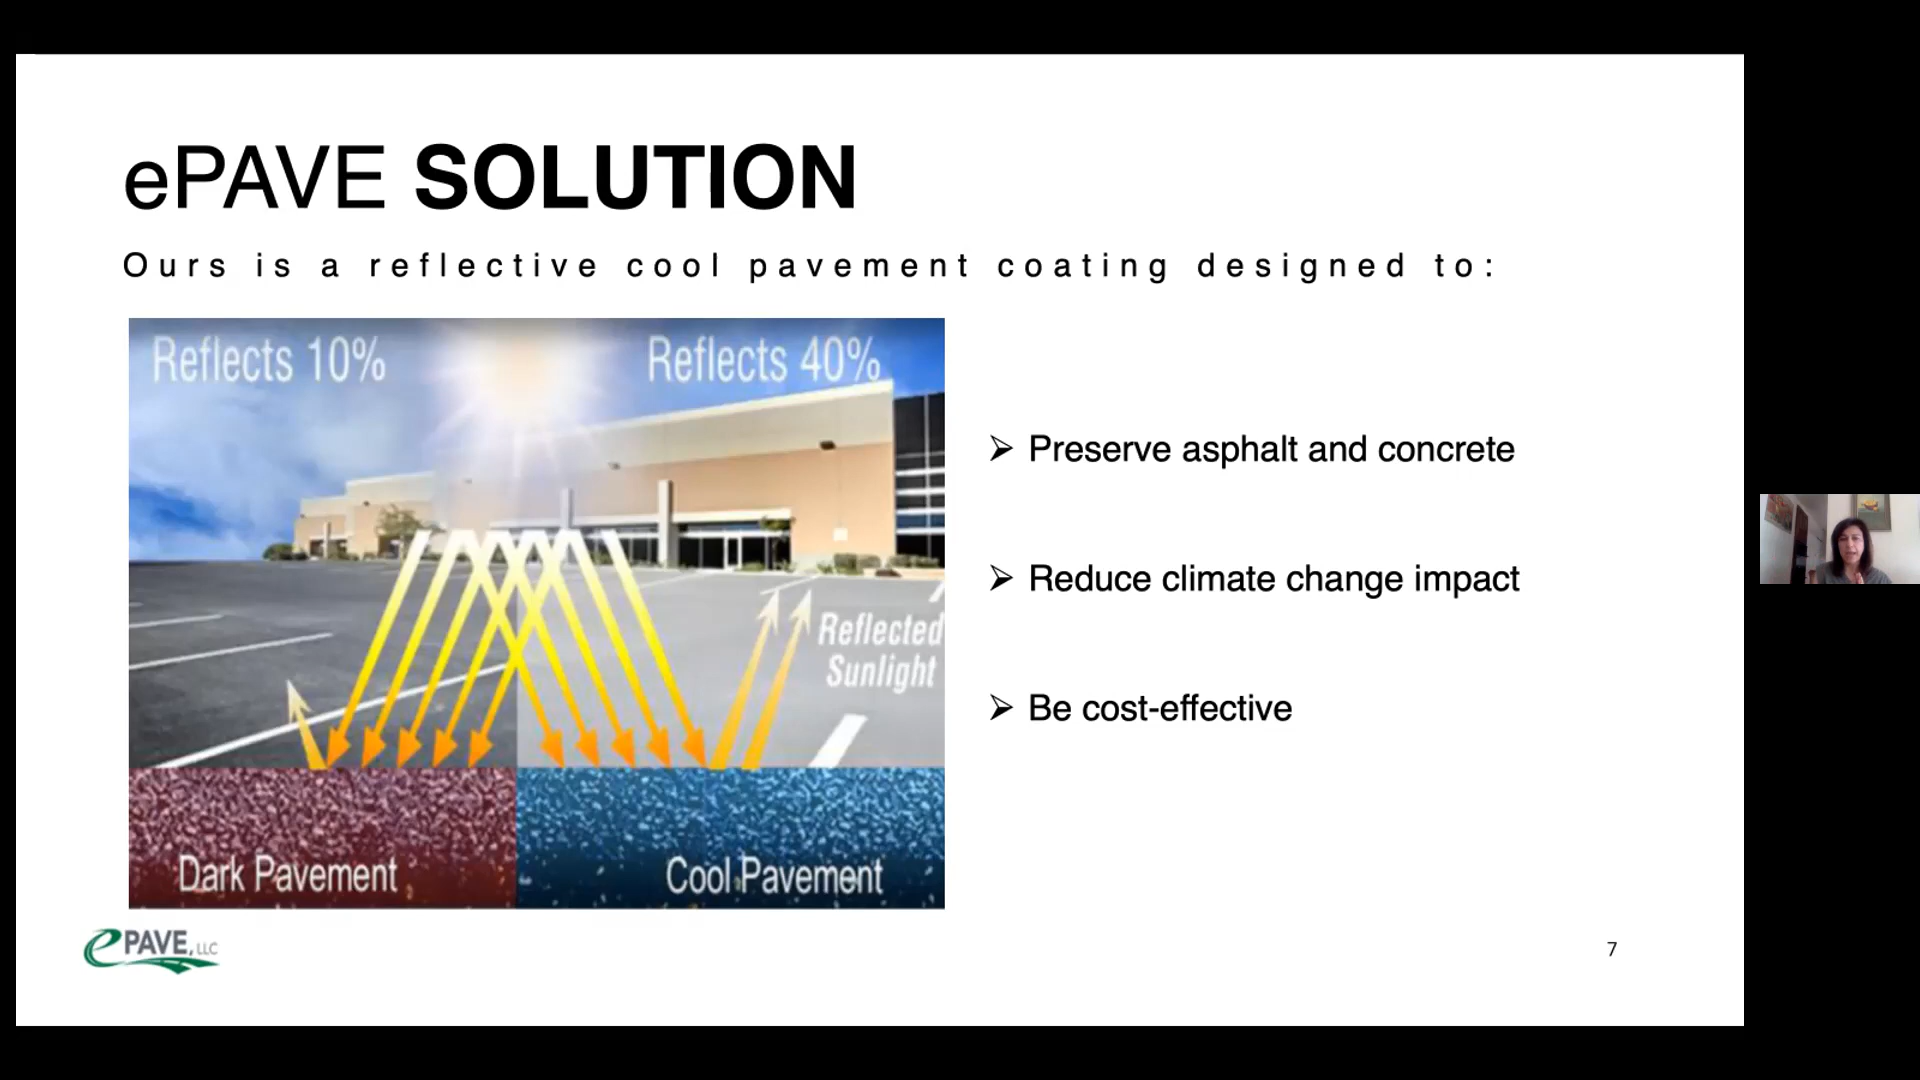 ePAVE SOLUTION
Ours is a reflective cool pavement coating designed to:
Reflects 10%
Reflects 40%
Reflected
Sunlight
Dark Pavement
Cool Pavement
➢ Preserve asphalt and concrete
➢ Reduce climate change impact
➢ Be cost-effective
ePAVE, LLC
7